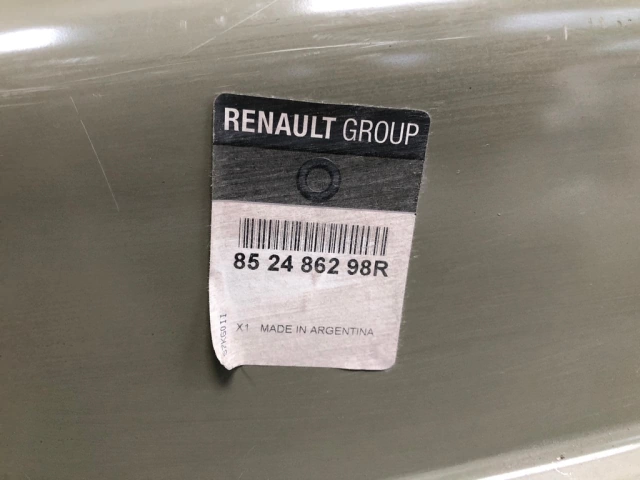 RENAULT GROUP
85 24 862 98R
X1 MADE IN ARGENTINA